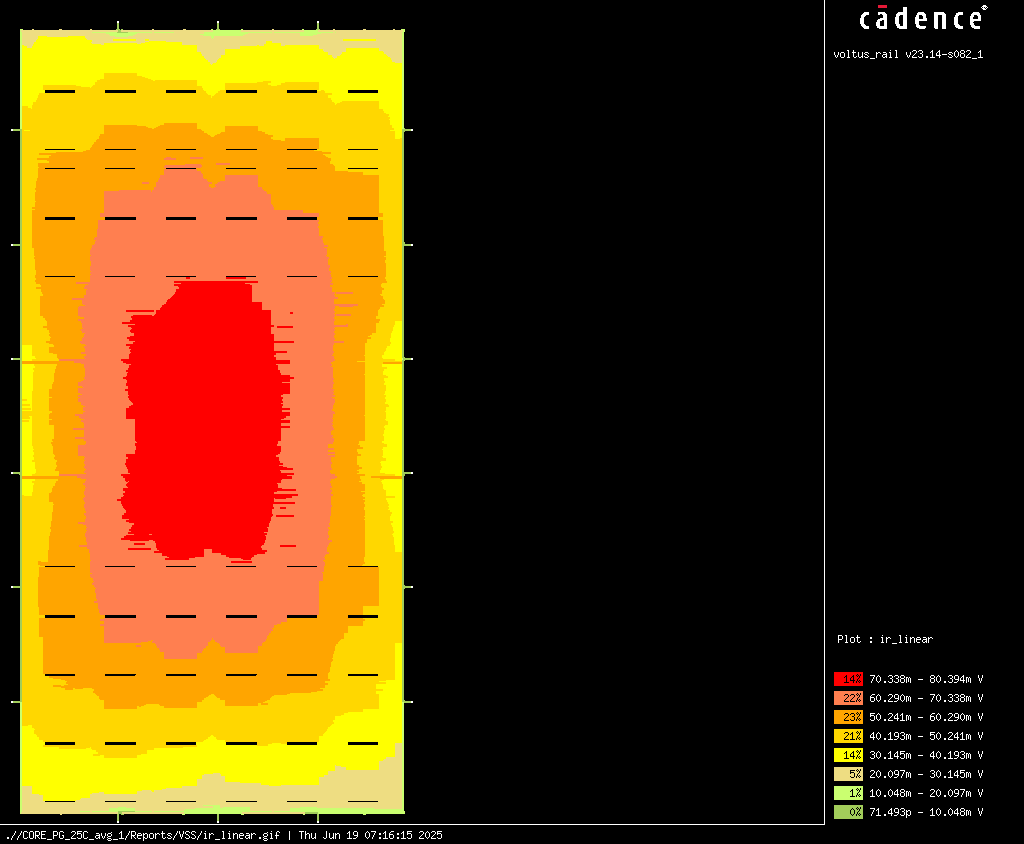 cādence®
voltus_rail v23.14-s082_1
Plot : ir_linear
14% 70.338m - 80.394m V
22% 60.290m - 70.338m V
23% 50.241m - 60.290m V
21% 40.193m - 50.241m V
14% 30.145m - 40.193m V
5% 20.097m - 30.145m V
1% 10.048m - 20.097m V
0% 71.493p - 10.048m V
.//CORE_PG_25C_avg_1/Reports/VSS/ir_linear.gif | Thu Jun 19 07:16:15 2025